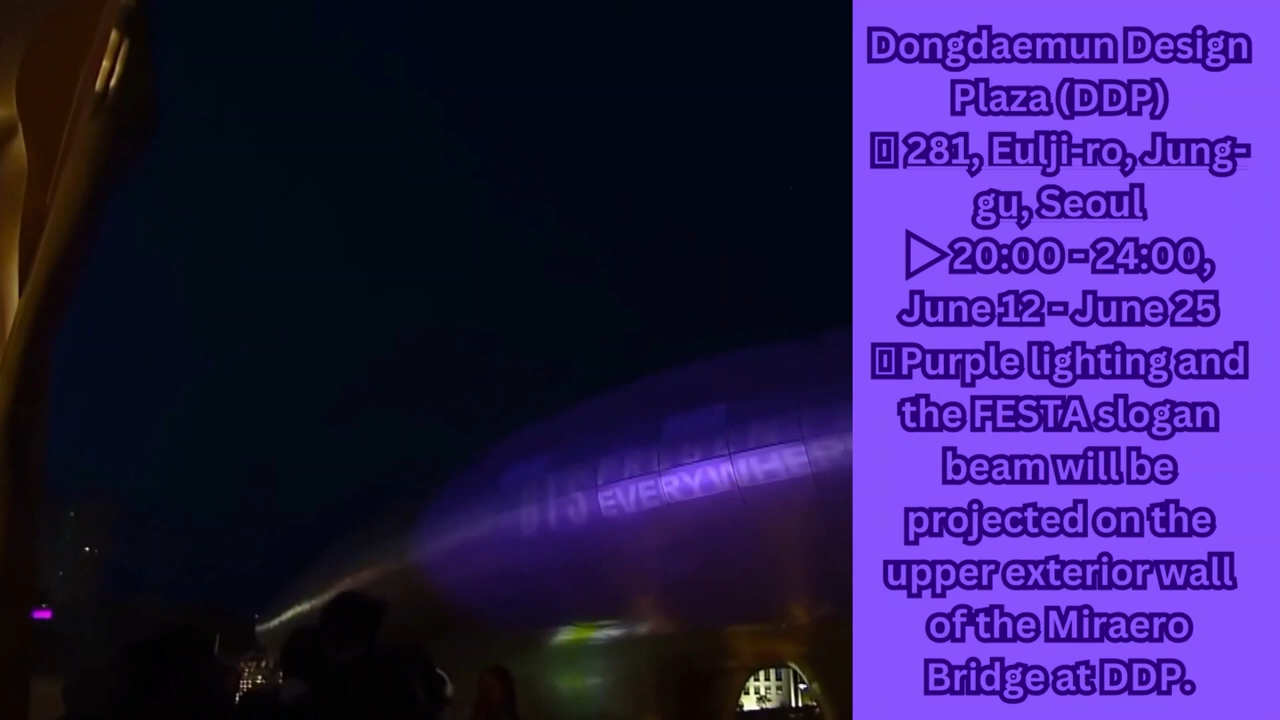 EVERYWHERE
Dongdaemun Design
Plaza (DDP)
281, Eulji-ro, Jung-
gu, Seoul
▷20:00 - 24:00,
June 12 - June 25
Purple lighting and
the FESTA slogan
beam will be
projected on the
upper exterior wall
of the Miraero
Bridge at DDP.